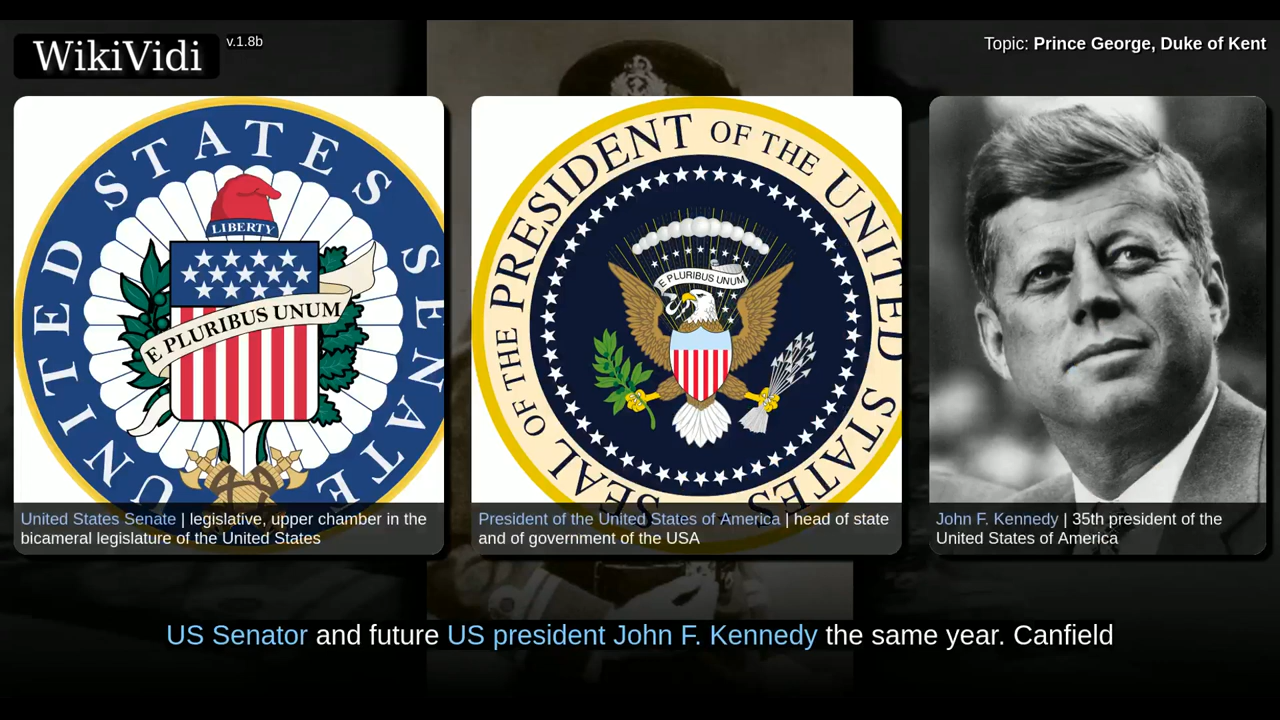 WikiVidi
v.1.8b
Topic: Prince George, Duke of Kent
UNITED STATES SENATE
LIBERTY
E PLURIBUS UNUM
SEAL OF THE PRESIDENT OF THE UNITED STATES
E PLURIBUS UNUM
United States Senate | legislative, upper chamber in the
bicameral legislature of the United States
President of the United States of America | head of state
and of government of the USA
John F. Kennedy | 35th president of the
United States of America
US Senator and future US president John F. Kennedy the same year. Canfield